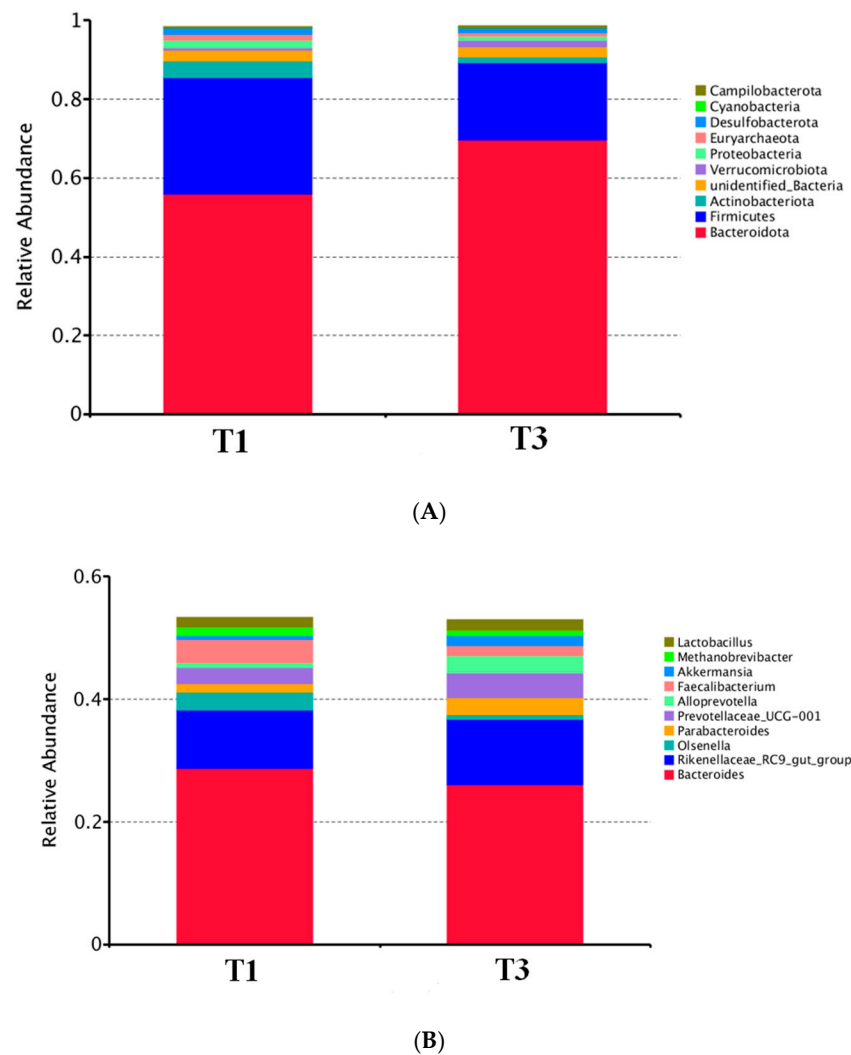 1
0.8
0.6
0.4
0.2
0
Relative Abundance
T1
T3
Campilobacterota
Cyanobacteria
Desulfobacterota
Euryarchaeota
Proteobacteria
Verrucomicrobiota
unidentified_Bacteria
Actinobacteriota
Firmicutes
Bacteroidota
(A)
0.6
0.4
0.2
0
Relative Abundance
T1
T3
Lactobacillus
Methanobrevibacter
Akkermansia
Faecalibacterium
Alloprevotella
Prevotellaceae_UCG-001
Parabacteroides
Olsenella
Rikenellaceae_RC9_gut_group
Bacteroides
(B)